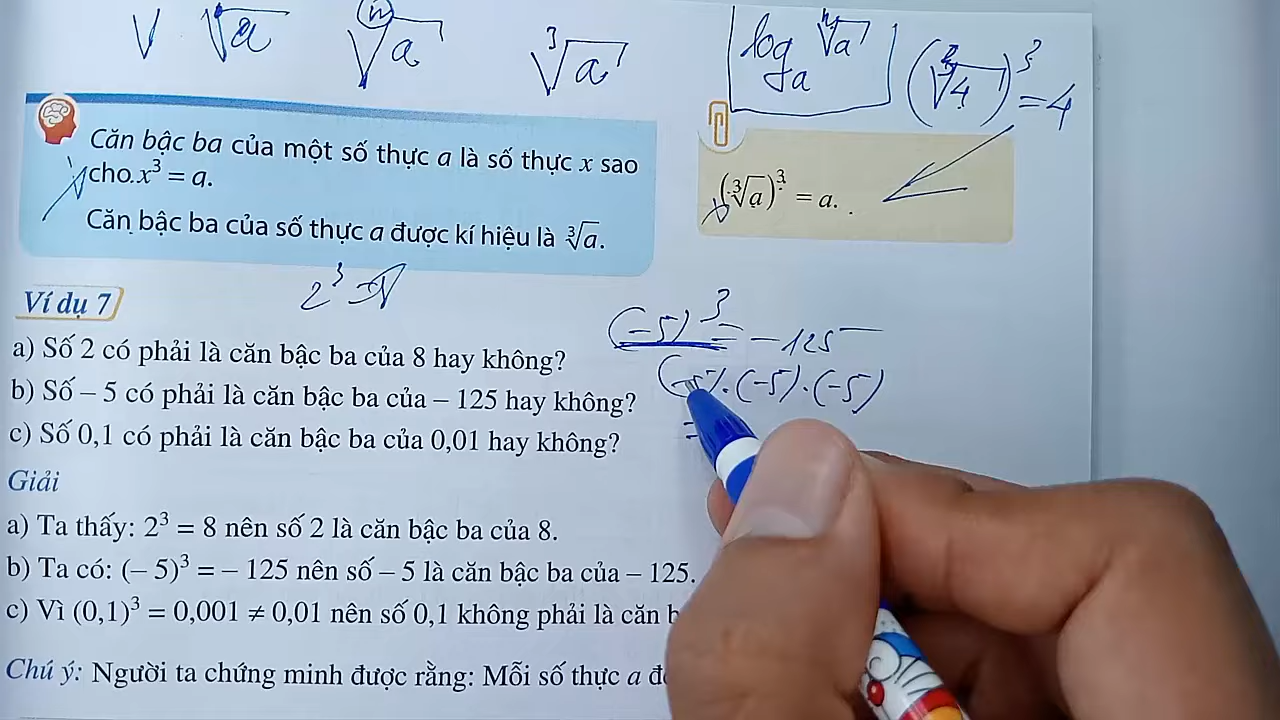 √ ∜a ⁿ√a ∛a
logₐ ⁿ√a (∛4)³ = 4
Căn bậc ba của một số thực a là số thực x sao
cho x³ = a.
Căn bậc ba của số thực a được kí hiệu là ∛a.
(∛a)³ = a.
2³ =
Ví dụ 7
(-5)³ = -125
a) Số 2 có phải là căn bậc ba của 8 hay không?
(-5).(-5).(-5)
b) Số – 5 có phải là căn bậc ba của – 125 hay không?
=
c) Số 0,1 có phải là căn bậc ba của 0,01 hay không?
Giải
a) Ta thấy: 2³ = 8 nên số 2 là căn bậc ba của 8.
b) Ta có: (– 5)³ = – 125 nên số – 5 là căn bậc ba của – 125.
c) Vì (0,1)³ = 0,001 ≠ 0,01 nên số 0,1 không phải là căn
Chú ý: Người ta chứng minh được rằng: Mỗi số thực a